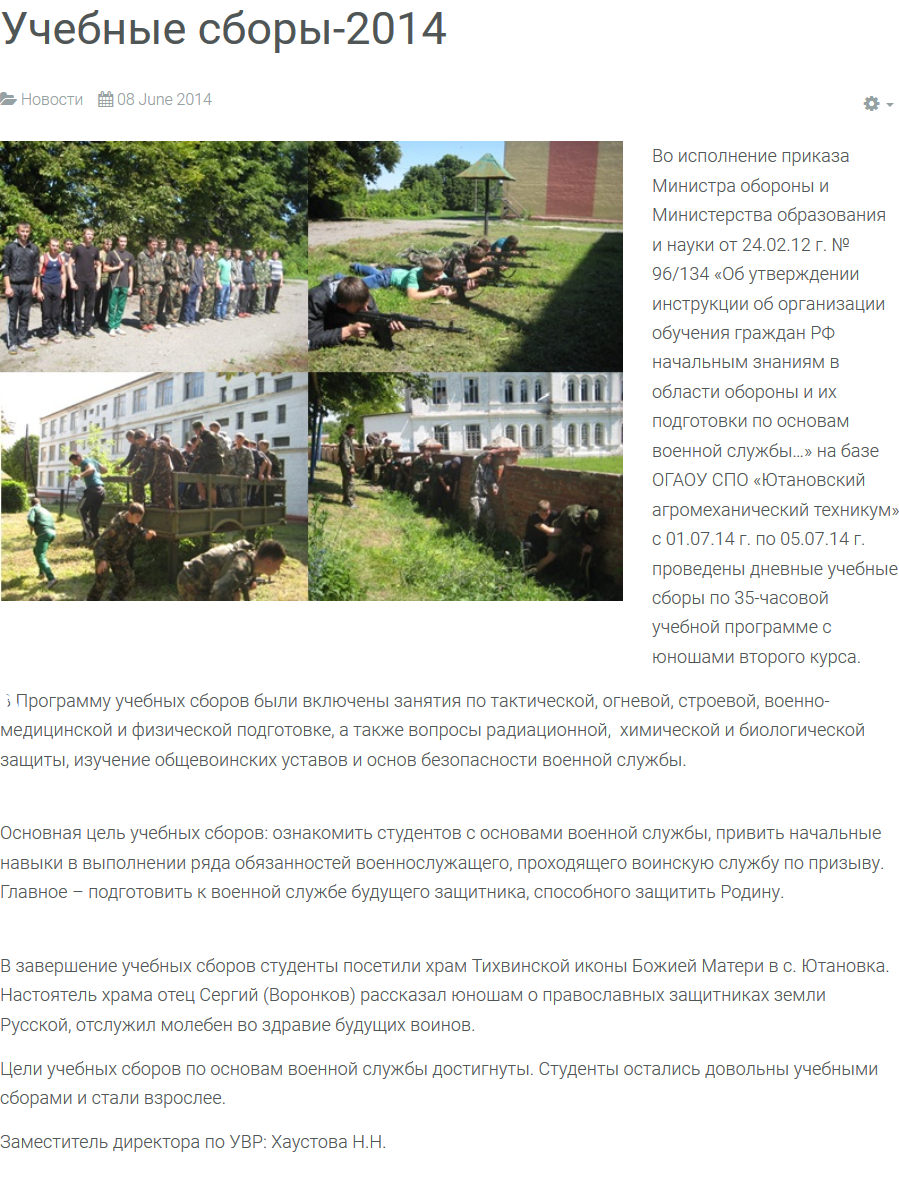 Учебные сборы-2014
Новости 08 June 2014
Во исполнение приказа
Министра обороны и
Министерства образования
и науки от 24.02.12 г. №
96/134 «Об утверждении
инструкции об организации
обучения граждан РФ
начальным знаниям в
области обороны и их
подготовки по основам
военной службы…» на базе
ОГАОУ СПО «Ютановский
агромеханический техникум»
с 01.07.14 г. по 05.07.14 г.
проведены дневные учебные
сборы по 35-часовой
учебной программе с
юношами второго курса.
Программу учебных сборов были включены занятия по тактической, огневой, строевой, военно-
медицинской и физической подготовке, а также вопросы радиационной,  химической и биологической
защиты, изучение общевоинских уставов и основ безопасности военной службы.
Основная цель учебных сборов: ознакомить студентов с основами военной службы, привить начальные
навыки в выполнении ряда обязанностей военнослужащего, проходящего воинскую службу по призыву.
Главное – подготовить к военной службе будущего защитника, способного защитить Родину.
В завершение учебных сборов студенты посетили храм Тихвинской иконы Божией Матери в с. Ютановка.
Настоятель храма отец Сергий (Воронков) рассказал юношам о православных защитниках земли
Русской, отслужил молебен во здравие будущих воинов.
Цели учебных сборов по основам военной службы достигнуты. Студенты остались довольны учебными
сборами и стали взрослее.
Заместитель директора по УВР: Хаустова Н.Н.